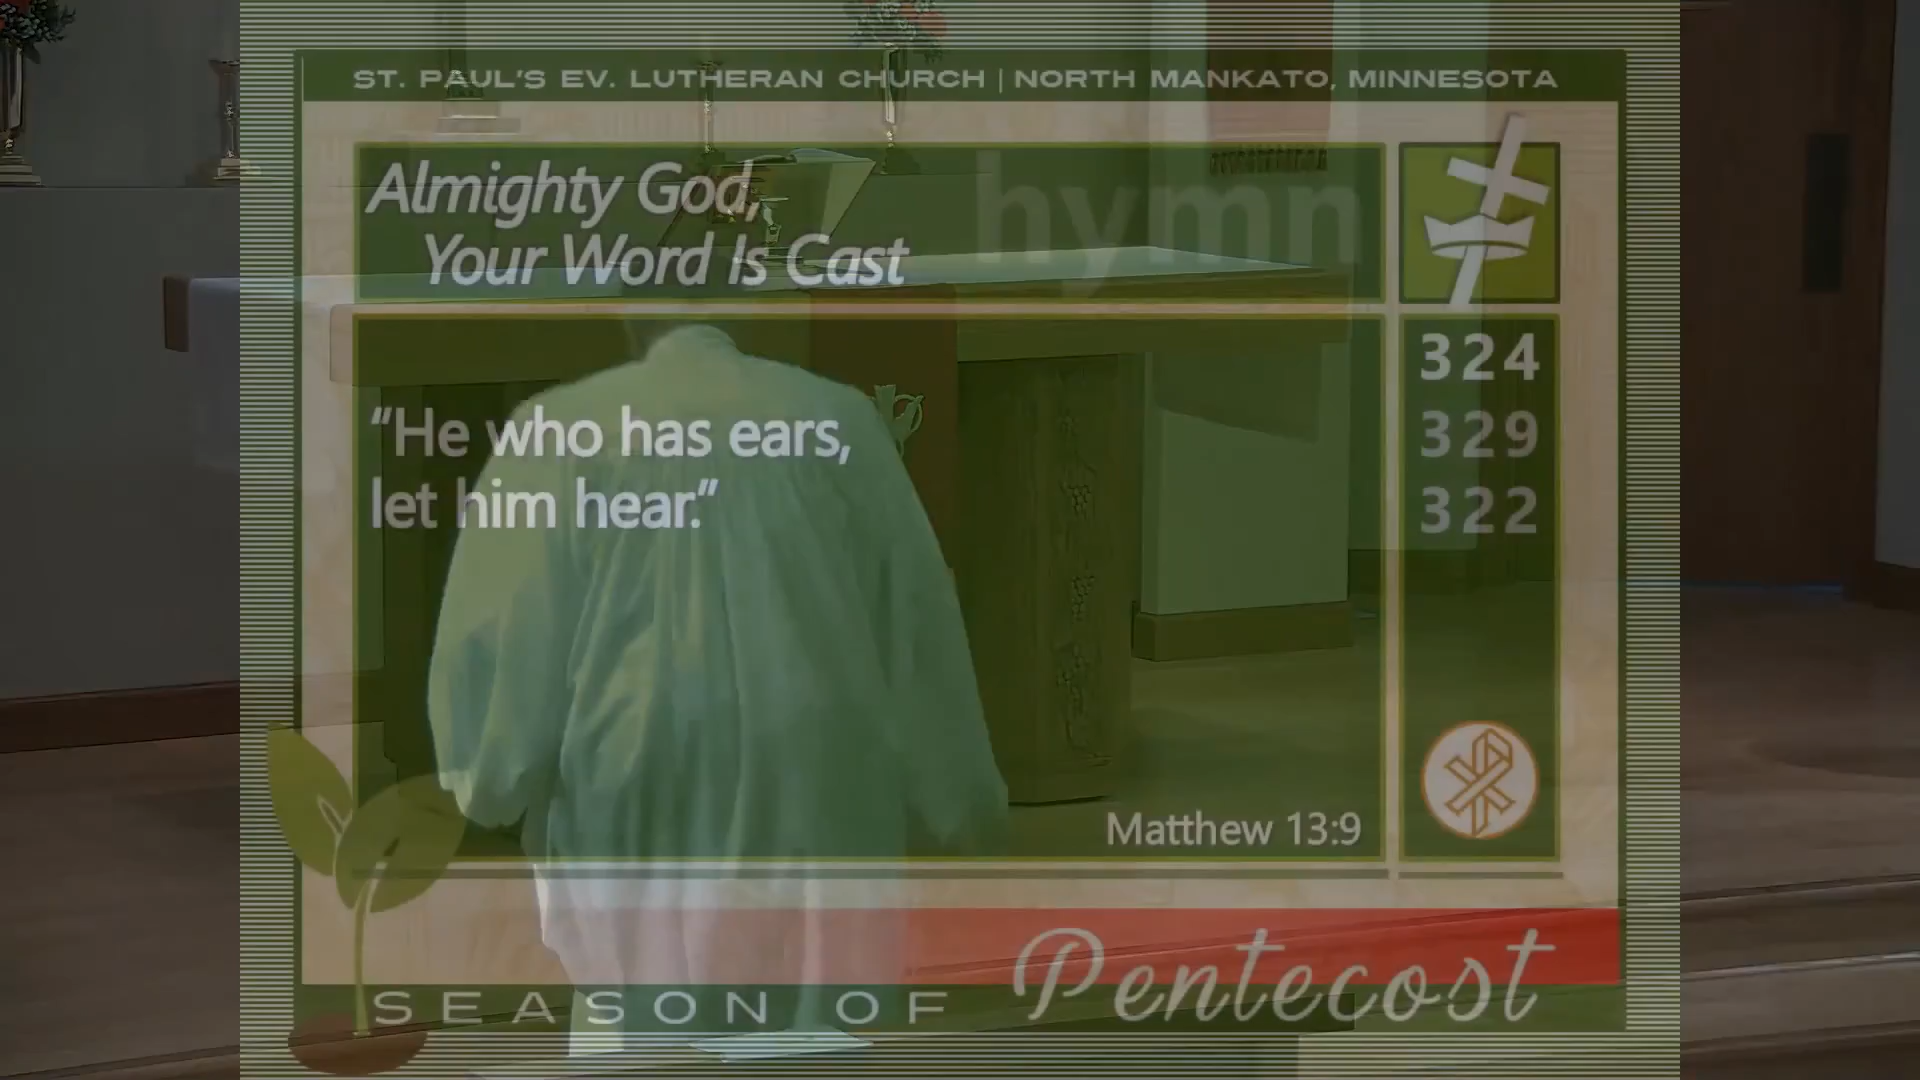 ST. PAUL'S EV. LUTHERAN CHURCH | NORTH MANKATO, MINNESOTA
Almighty God,
Your Word Is Cast
hymn
324
329
322
“He who has ears,
let him hear.”
Matthew 13:9
SEASON OF Pentecost